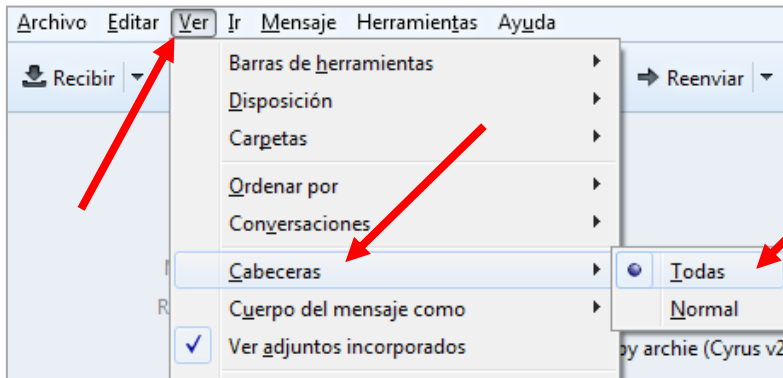 Archivo Editar Ver Ir Mensaje Herramientas Ayuda
Recibir Reenviar
Barras de herramientas
Disposición
Carpetas
Ordenar por
Conversaciones
Cabeceras
Todas
Cuerpo del mensaje como
Normal
Ver adjuntos incorporados
by archie (Cyrus v2